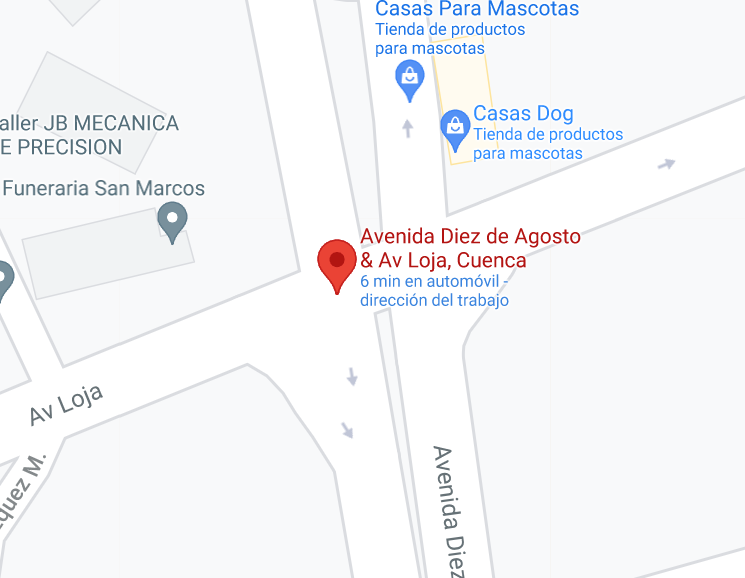 Casas Para Mascotas
Tienda de productos
para mascotas
Casas Dog
Tienda de productos
para mascotas
aller JB MECANICA
E PRECISION
Funeraria San Marcos
Avenida Diez de Agosto
& Av Loja, Cuenca
6 min en automóvil -
dirección del trabajo
Av Loja
Avenida Diez
quez M.